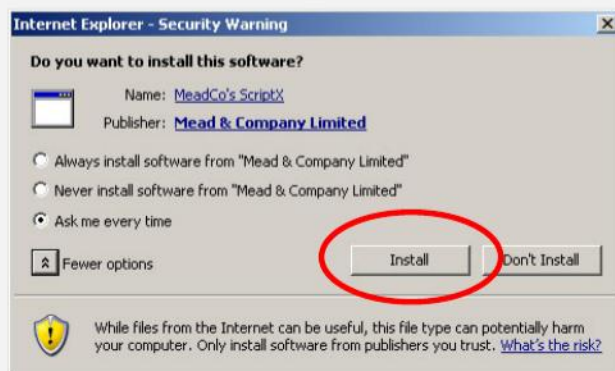 Internet Explorer - Security Warning
Do you want to install this software?
Name: MeadCo's ScriptX
Publisher: Mead & Company Limited
Always install software from "Mead & Company Limited"
Never install software from "Mead & Company Limited"
Ask me every time
Fewer options
Install
Don't Install
While files from the Internet can be useful, this file type can potentially harm
your computer. Only install software from publishers you trust. What's the risk?